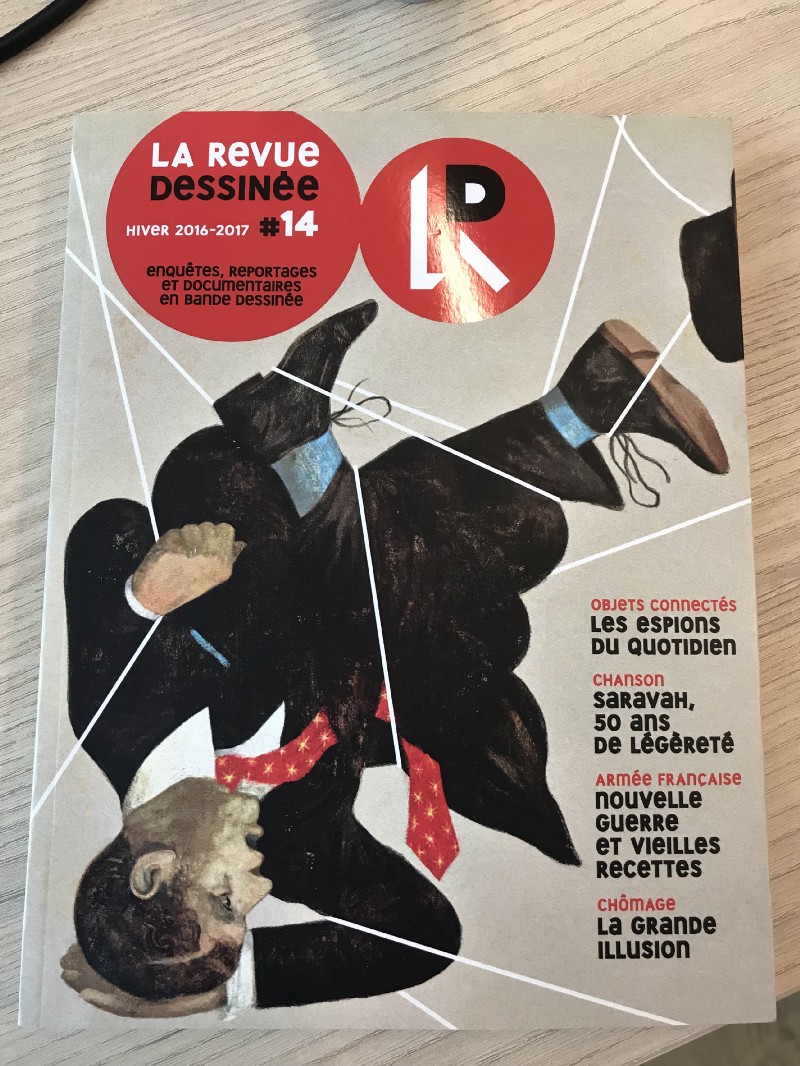 LA REVUE
DESSINÉE
HIVER 2016-2017 #14
ENQUÊTES, REPORTAGES
ET DOCUMENTAIRES
EN BANDE DESSINÉE
LR
OBJETS CONNECTÉS
LES ESPIONS
DU QUOTIDIEN
CHANSON
SARAVAH,
50 ANS
DE LÉGÈRETÉ
ARMÉE FRANÇAISE
NOUVELLE
GUERRE
ET VIEILLES
RECETTES
CHÔMAGE
LA GRANDE
ILLUSION